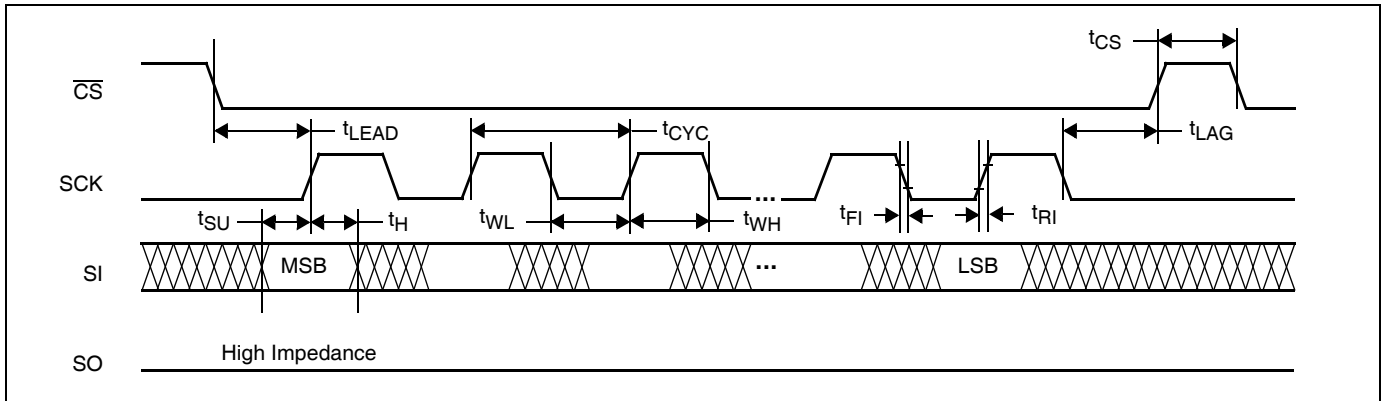 tCS
CS
tLEAD
tCYC
tLAG
SCK
...
tSU
tH
tWL
tWH
tFI
tRI
SI
MSB
...
LSB
High Impedance
SO